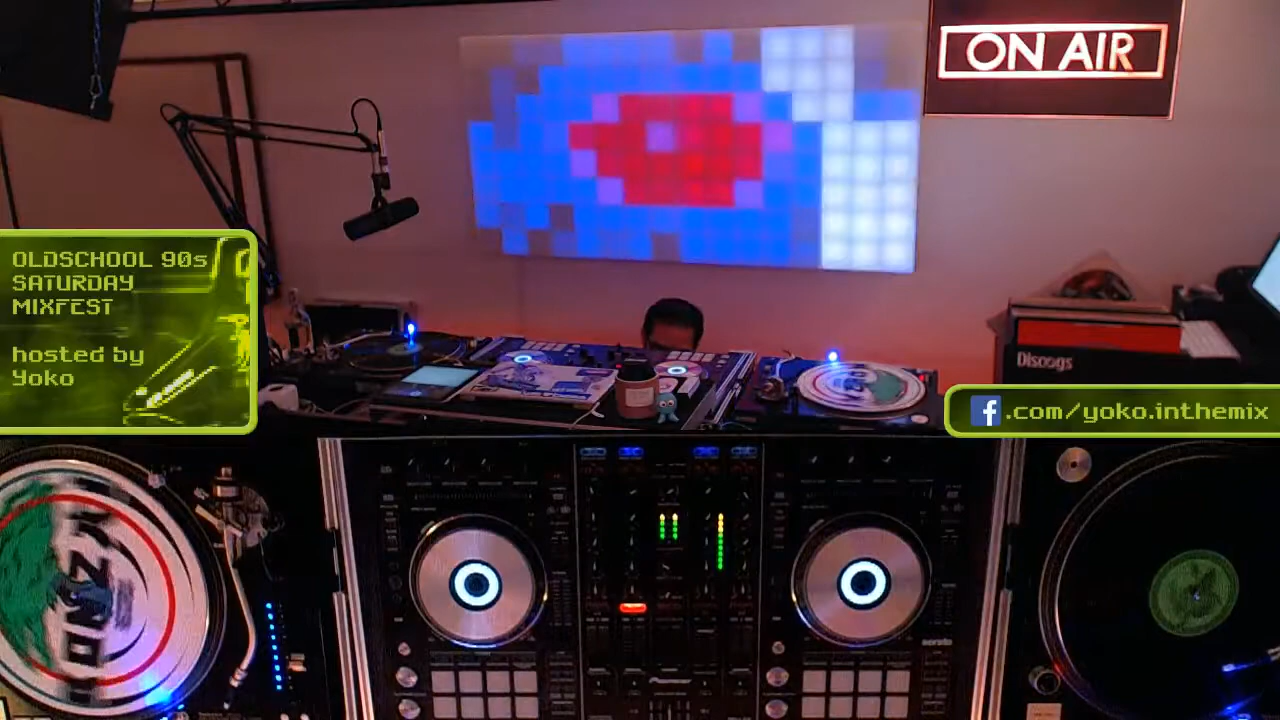 ON AIR
OLDSCHOOL 90s
SATURDAY
MIXFEST
hosted by
Yoko
Discogs
f.com/yoko.inthemix
serato
Pioneer